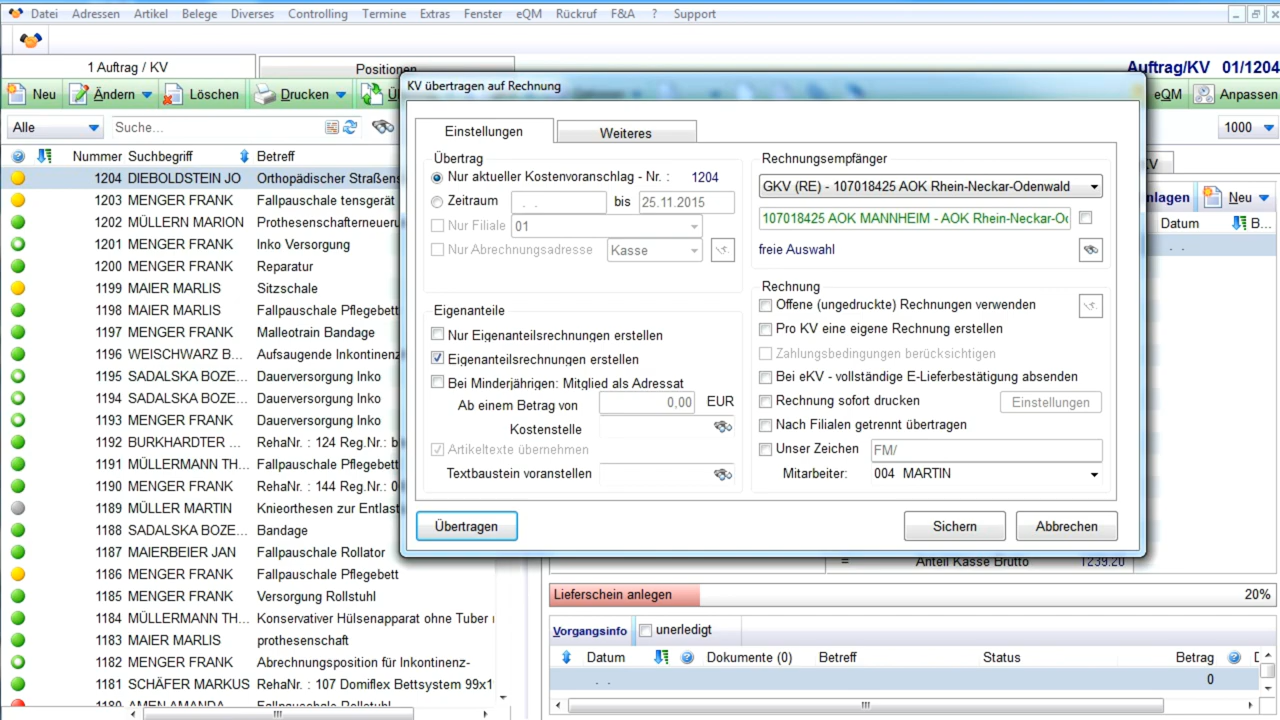 Datei Adressen Artikel Belege Diverses Controlling Termine Extras Fenster eQM Rückruf F&A ? Support
1 Auftrag / KV
Positionen
Auftrag/KV 01/1204
Neu Ändern Löschen Drucken
eQM Anpassen
Alle Suche...
1000
Nummer Suchbegriff Betreff
1204 DIEBOLDSTEIN JO Orthopädischer Straßens
1203 MENGER FRANK Fallpauschale tensgerät
1202 MÜLLERN MARION Prothesenschafterneueru
1201 MENGER FRANK Inko Versorgung
1200 MENGER FRANK Reparatur
1199 MAIER MARLIS Sitzschale
1198 MAIER MARLIS Fallpauschale Pflegebett
1197 MENGER FRANK Malleotrain Bandage
1196 WEISCHWARZ B... Aufsaugende Inkontinenz
1195 SADALSKA BOZE... Dauerversorgung Inko
1194 SADALSKA BOZE... Dauerversorgung Inko
1193 MENGER FRANK Dauerversorgung Inko
1192 BURKHARDTER ... RehaNr. : 124 Reg.Nr.: b
1191 MÜLLERMANN TH... Fallpauschale Pflegebett
1190 MENGER FRANK RehaNr. : 144 Reg.Nr.: 0
1189 MÜLLER MARTIN Knieorthesen zur Entlast
1188 SADALSKA BOZE... Bandage
1187 MAIERBEIER JAN Fallpauschale Rollator
1186 MENGER FRANK Fallpauschale Pflegebett
1185 MENGER FRANK Versorgung Rollstuhl
1184 MÜLLERMANN TH... Konservativer Hülsenapparat ohne Tuber
1183 MAIER MARLIS prothesenschaft
1182 MENGER FRANK Abrechnungsposition für Inkontinenz-
1181 SCHÄFER MARKUS RehaNr. : 107 Domiflex Bettsystem 99x1
1180 AMEN AMANDA Fallpauschale Rollstuhl
KV übertragen auf Rechnung
Einstellungen
Weiteres
Übertrag
Nur aktueller Kostenvoranschlag - Nr. : 1204
Zeitraum . . bis 25.11.2015
Nur Filiale 01
Nur Abrechnungsadresse Kasse
Eigenanteile
Nur Eigenanteilsrechnungen erstellen
Eigenanteilsrechnungen erstellen
Bei Minderjährigen: Mitglied als Adressat
Ab einem Betrag von 0,00 EUR
Kostenstelle
Artikeltexte übernehmen
Textbaustein voranstellen
Rechnungsempfänger
GKV (RE) - 107018425 AOK Rhein-Neckar-Odenwald
107018425 AOK MANNHEIM - AOK Rhein-Neckar-Od
freie Auswahl
Rechnung
Offene (ungedruckte) Rechnungen verwenden
Pro KV eine eigene Rechnung erstellen
Zahlungsbedingungen berücksichtigen
Bei eKV - vollständige E-Lieferbestätigung absenden
Rechnung sofort drucken Einstellungen
Nach Filialen getrennt übertragen
Unser Zeichen FM/
Mitarbeiter: 004 MARTIN
Übertragen Sichern Abbrechen
KV
nlagen Neu
Datum B...
. .
= Anteil Kasse Brutto 1239.20
Lieferschein anlegen 20%
Vorgangsinfo unerledigt
Datum Dokumente (0) Betreff Status Betrag
. . 0